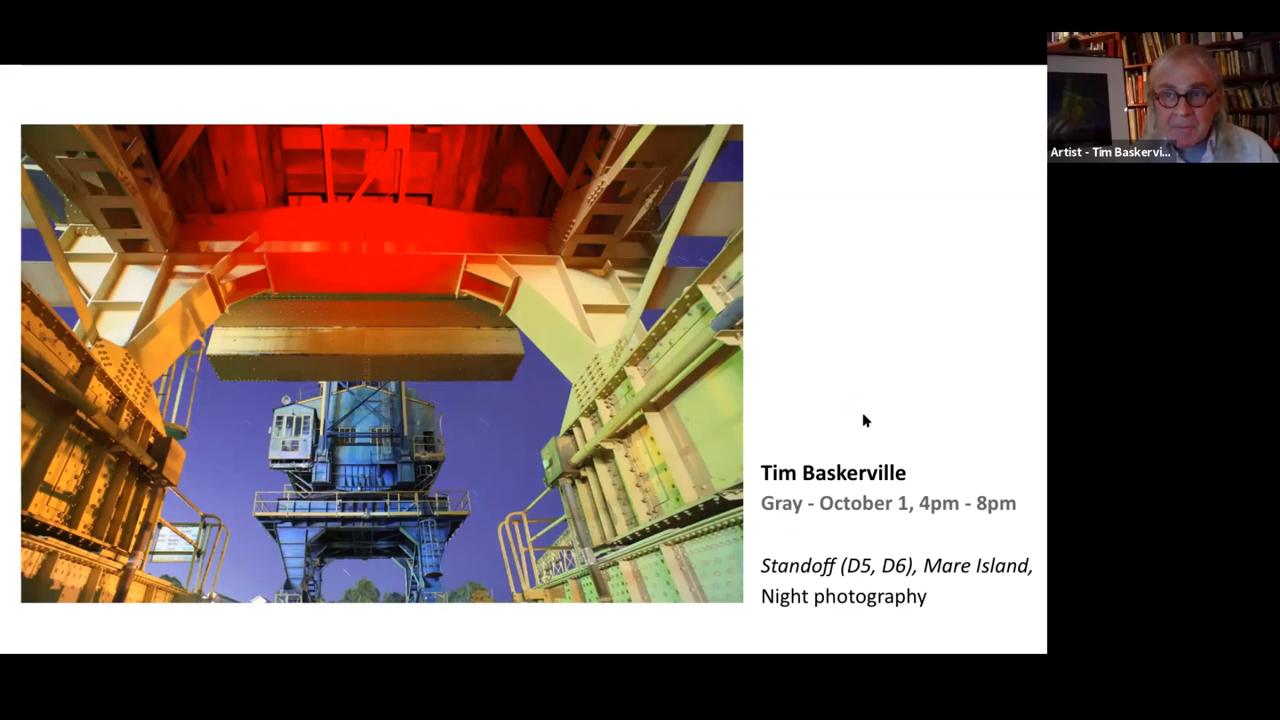 Artist - Tim Baskervi...
Tim Baskerville
Gray - October 1, 4pm - 8pm
Standoff (D5, D6), Mare Island,
Night photography